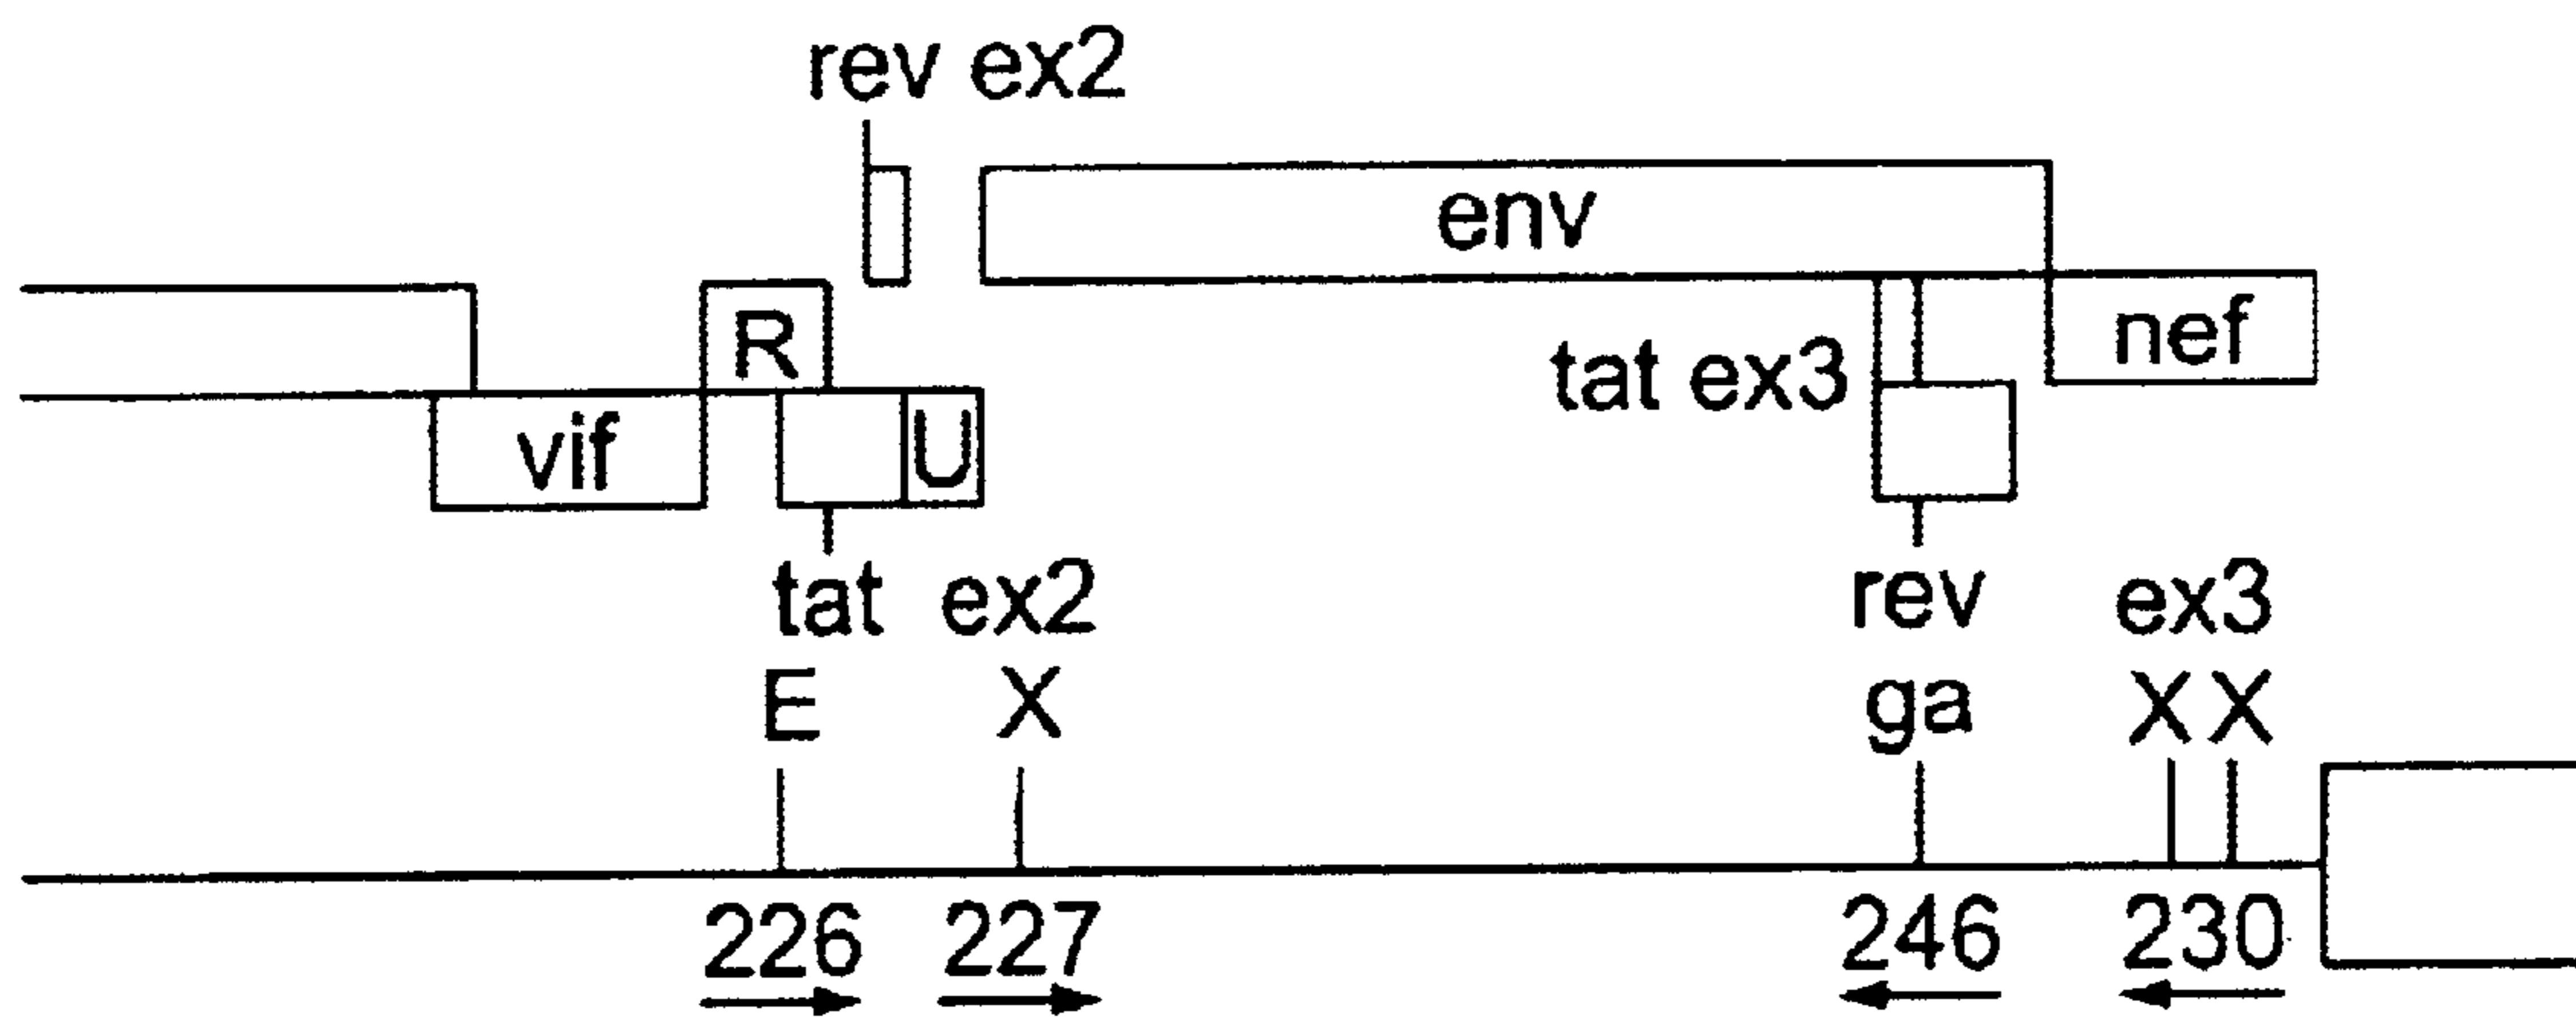 rev ex2
env
R
nef
tat ex3
vif
U
tat ex2
rev ex3
E X ga X X
226 227 246 230